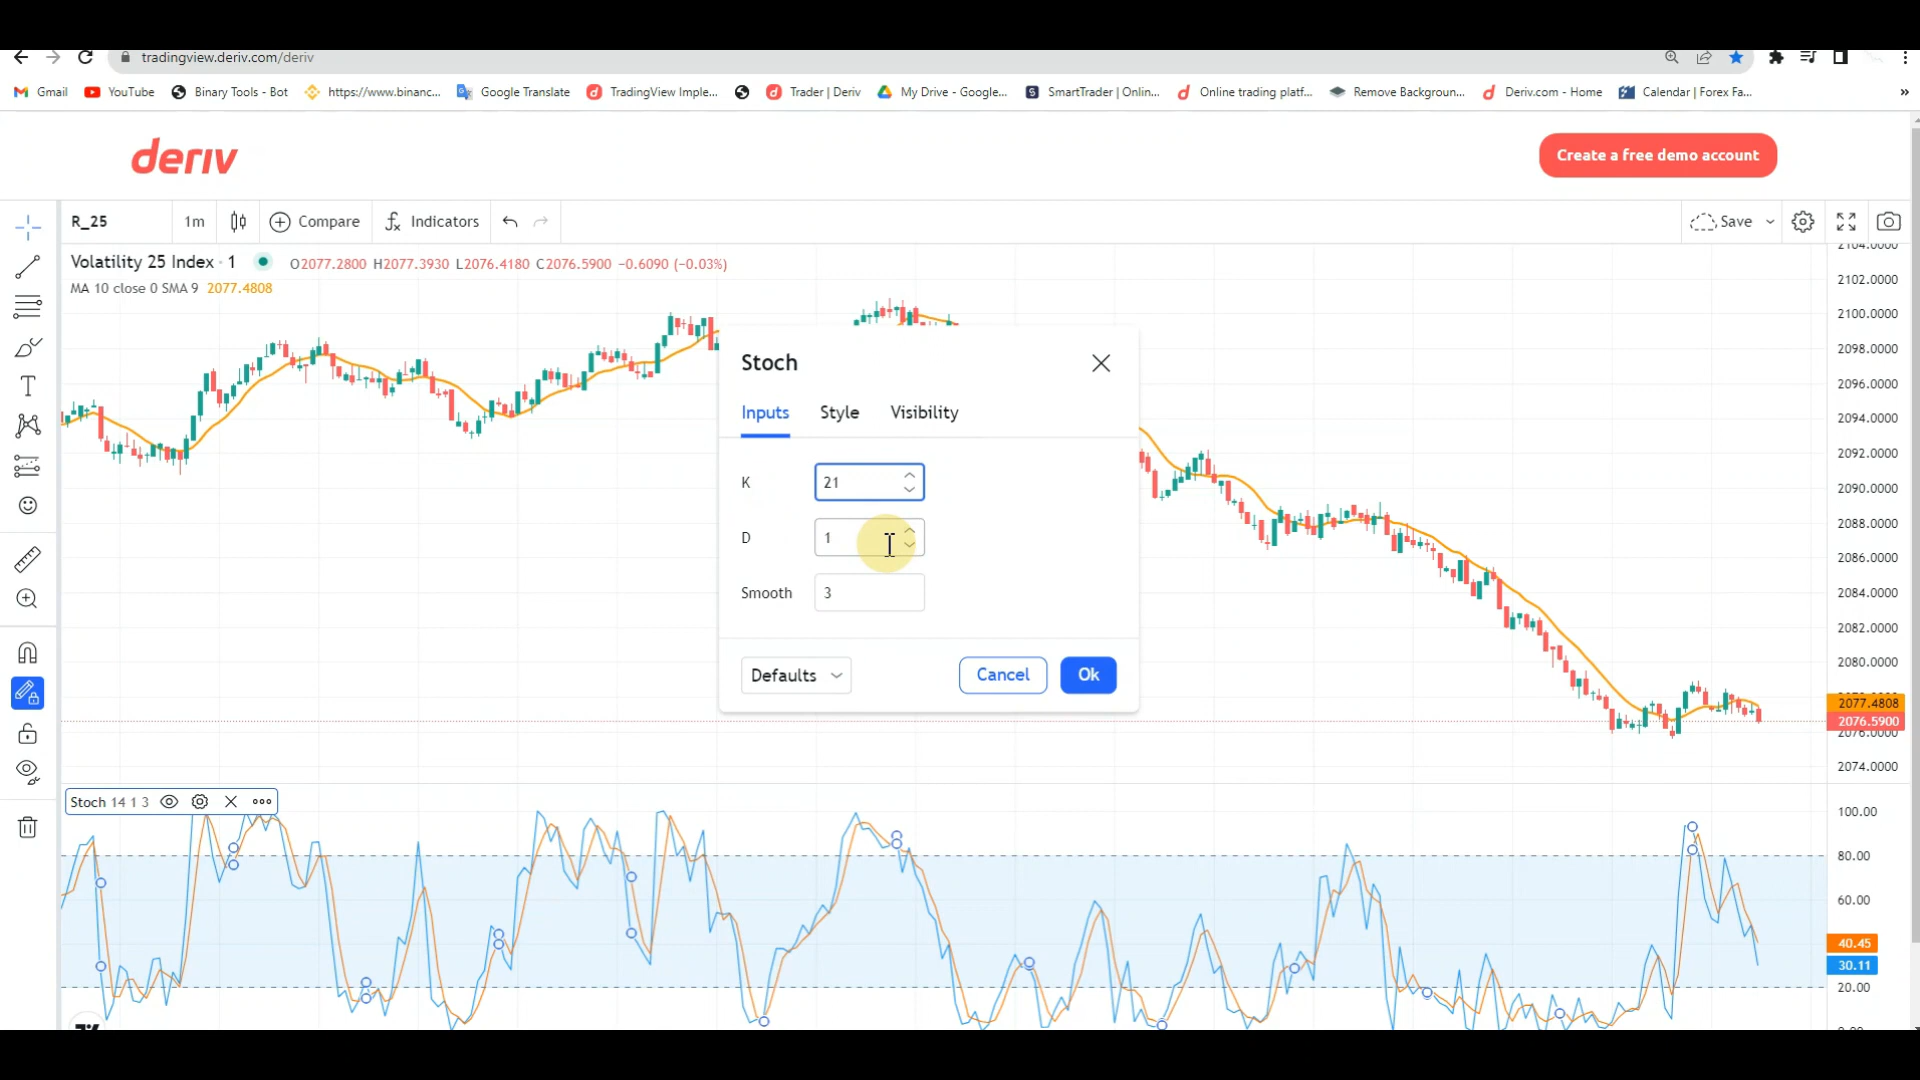 tradingview.deriv.com/deriv
Gmail YouTube Binary Tools - Bot https://www.binanc... Google Translate TradingView Imple... Trader | Deriv My Drive - Google... SmartTrader | Onlin... Online trading platf... Remove Backgroun... Deriv.com - Home Calendar | Forex Fa... »
deriv
Create a free demo account
R_25 1m Compare Indicators Save
Volatility 25 Index · 1 O2077.2800 H2077.3930 L2076.4180 C2076.5900 −0.6090 (−0.03%)
MA 10 close 0 SMA 9 2077.4808
2104.0000
2102.0000
2100.0000
2098.0000
2096.0000
2094.0000
2092.0000
2090.0000
2088.0000
2086.0000
2084.0000
2082.0000
2080.0000
2077.4808
2076.5900
2076.0000
2074.0000
Stoch
Inputs Style Visibility
K 21
D 1
Smooth 3
Defaults Cancel Ok
Stoch 14 1 3
100.00
80.00
60.00
40.45
30.11
20.00